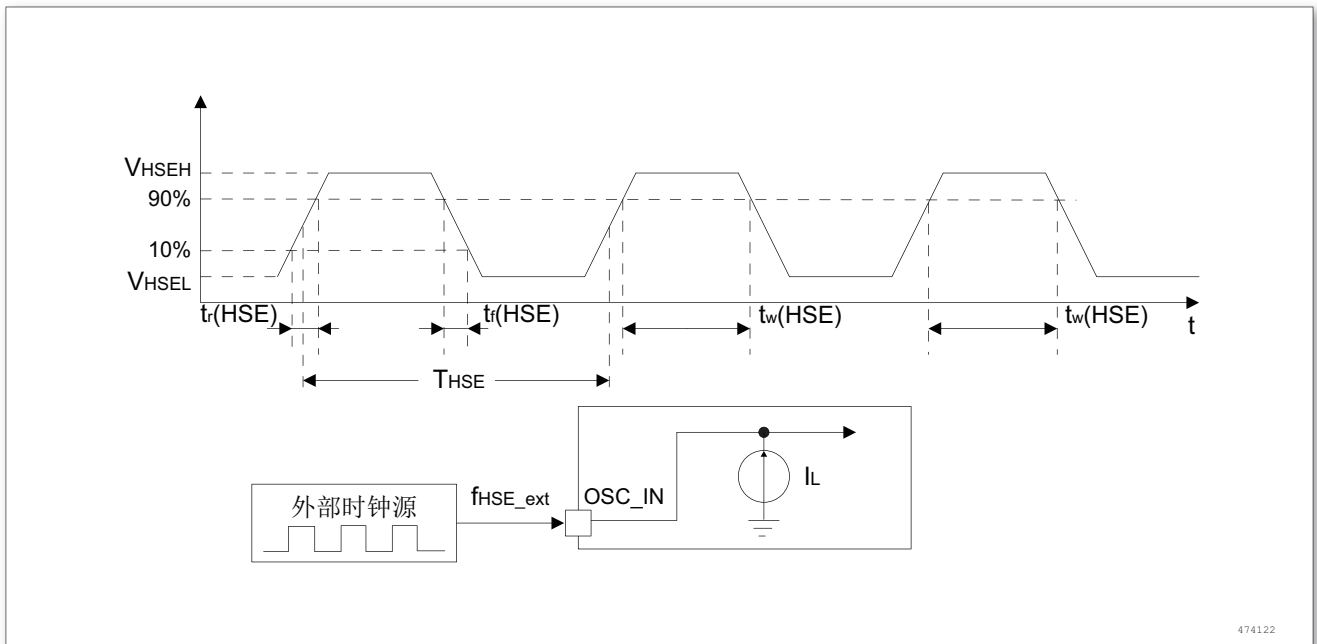 VHSEH
90%
10%
VHSEL
tr(HSE)
tf(HSE)
tw(HSE)
tw(HSE)
t
THSE
外部时钟源
fHSE_ext
OSC_IN
IL
474122